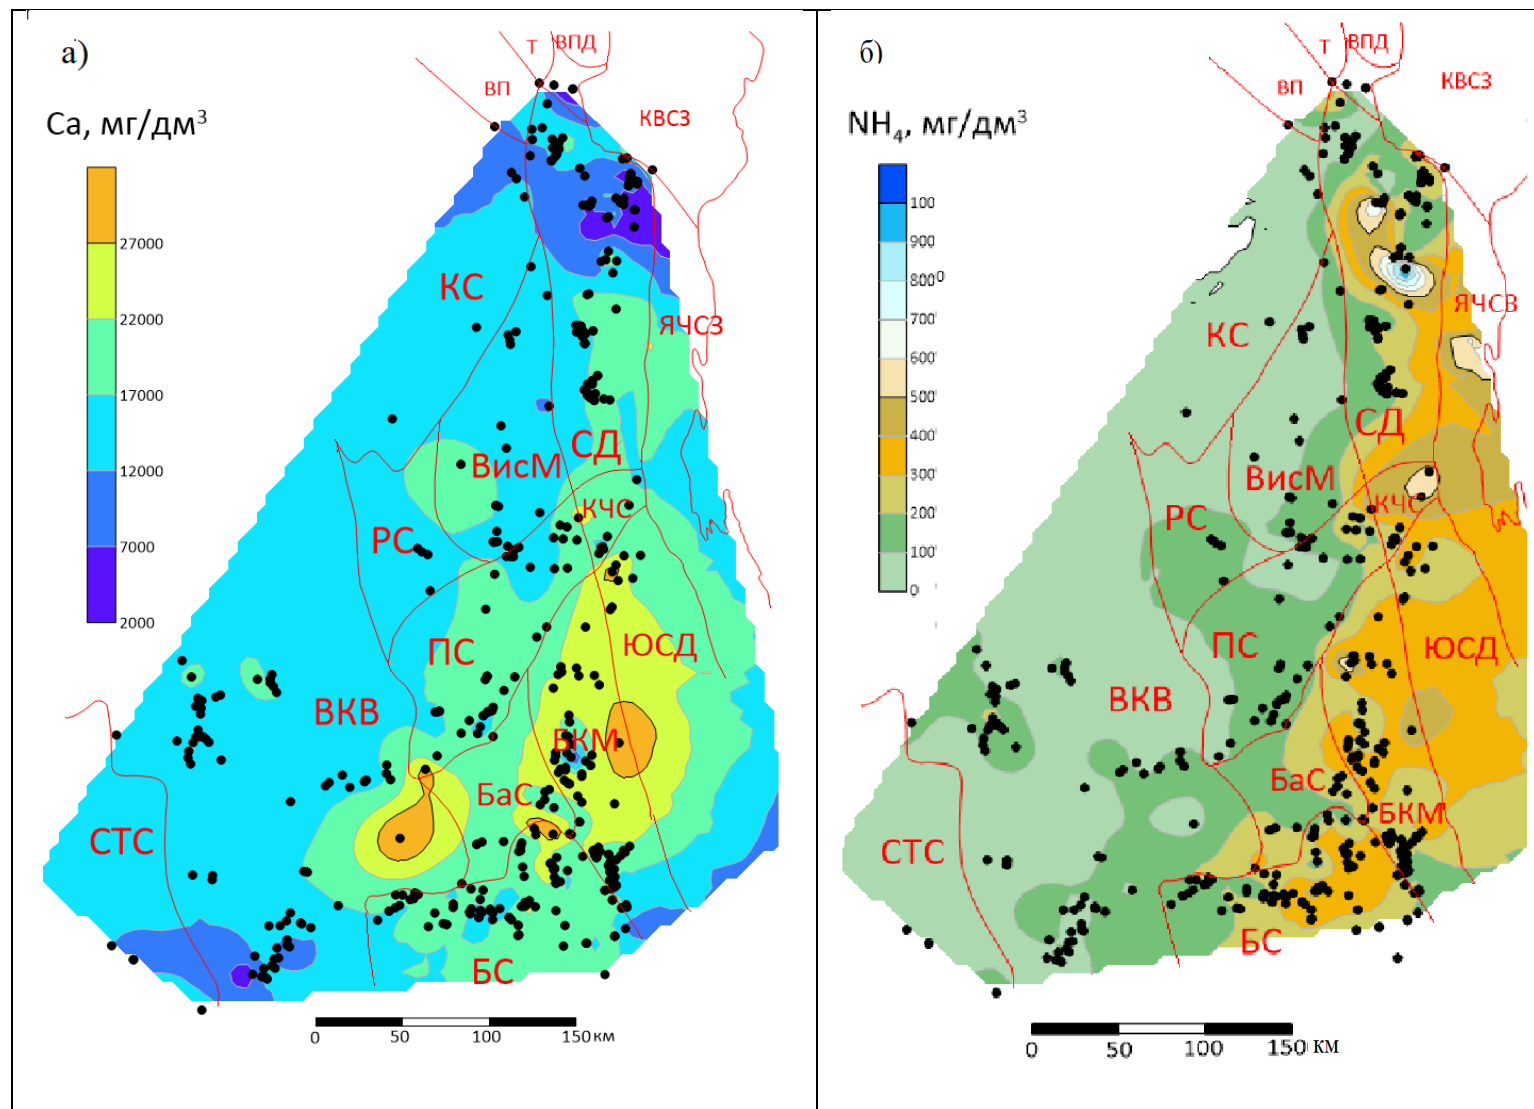 а)
Т
ВПД
ВП
КВСЗ
Ca, мг/дм³
27000
22000
17000
12000
7000
2000
КС
ЯЧСЗ
СД
ВисМ
КЧС
РС
ПС
ЮСД
ВКВ
БКМ
БаС
СТС
БС
0
50
100
150 км
б)
Т
ВПД
ВП
КВСЗ
NH₄, мг/дм³
100
900
8000
700
600
500
400
300
200
100
0
КС
ЯЧСЗ
СД
ВисМ
КЧС
РС
ПС
ЮСД
ВКВ
БаС
БКМ
СТС
БС
0
50
100
150 км